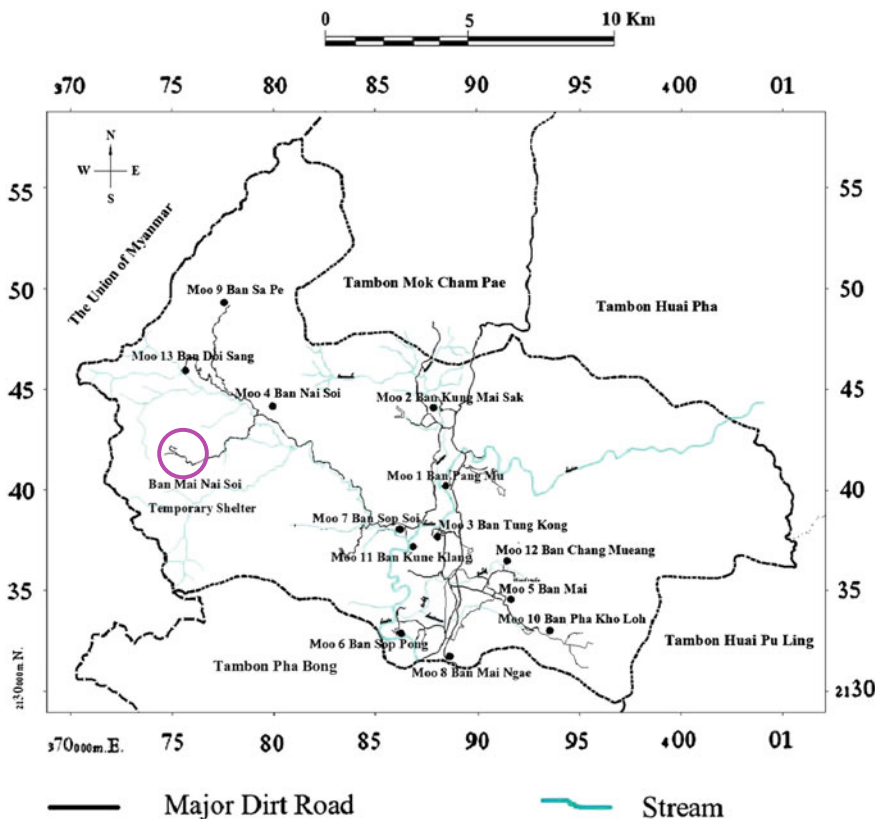 0 5 10 Km
370 75 80 85 90 95 400 01
N
W E
S
55 55
The Union of Myanmar
Tambon Mok Cham Pae
50 Moo 9 Ban Sa Pe Tambon Huai Pha 50
Moo 13 Ban Doi Sang
45 Moo 4 Ban Nai Soi Moo 2 Ban Kung Mai Sak 45
Ban Mai Nai Soi
Moo 1 Ban Pang Mu
40 40
Temporary Shelter
Moo 7 Ban Sop Soi Moo 3 Ban Tung Kong
Moo 11 Ban Kune Klang Moo 12 Ban Chang Mueang
35 Moo 5 Ban Mai 35
Moo 10 Ban Pha Kho Loh
Moo 6 Ban Sop Pong Tambon Huai Pu Ling
Tambon Pha Bong Moo 8 Ban Mai Ngae
2130000m. N. 2130
370000m.E. 75 80 85 90 95 400 01
Major Dirt Road Stream